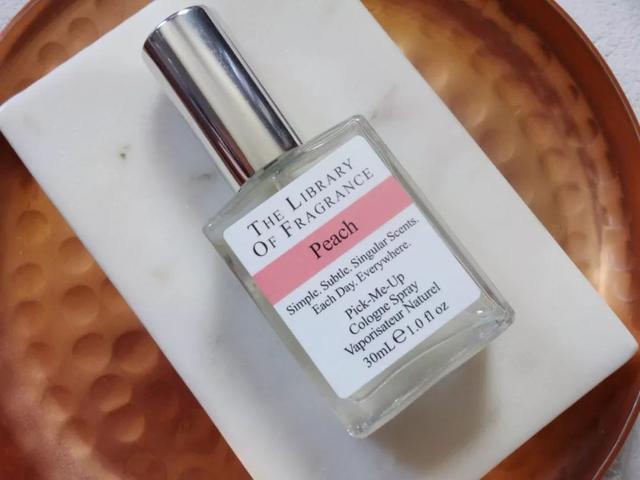 THE LIBRARY
OF FRAGRANCE
Peach
Simple. Subtle. Singular Scents.
Each Day. Everywhere.
Pick-Me-Up
Cologne Spray
Vaporisateur Naturel
30mL ℮ 1.0 fl oz